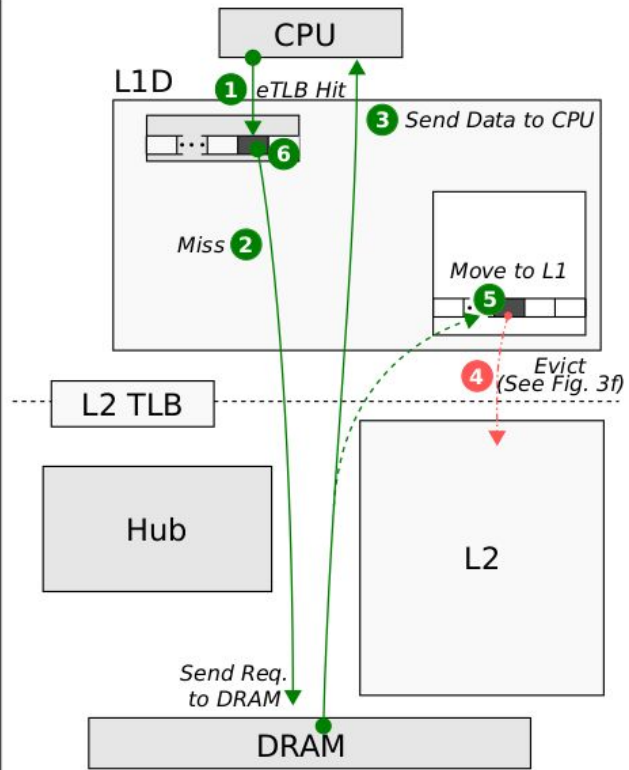 CPU
L1D
1 eTLB Hit
3 Send Data to CPU
6
Miss 2
Move to L1
5
4 Evict
(See Fig. 3f)
L2 TLB
Hub
L2
Send Req.
to DRAM
DRAM